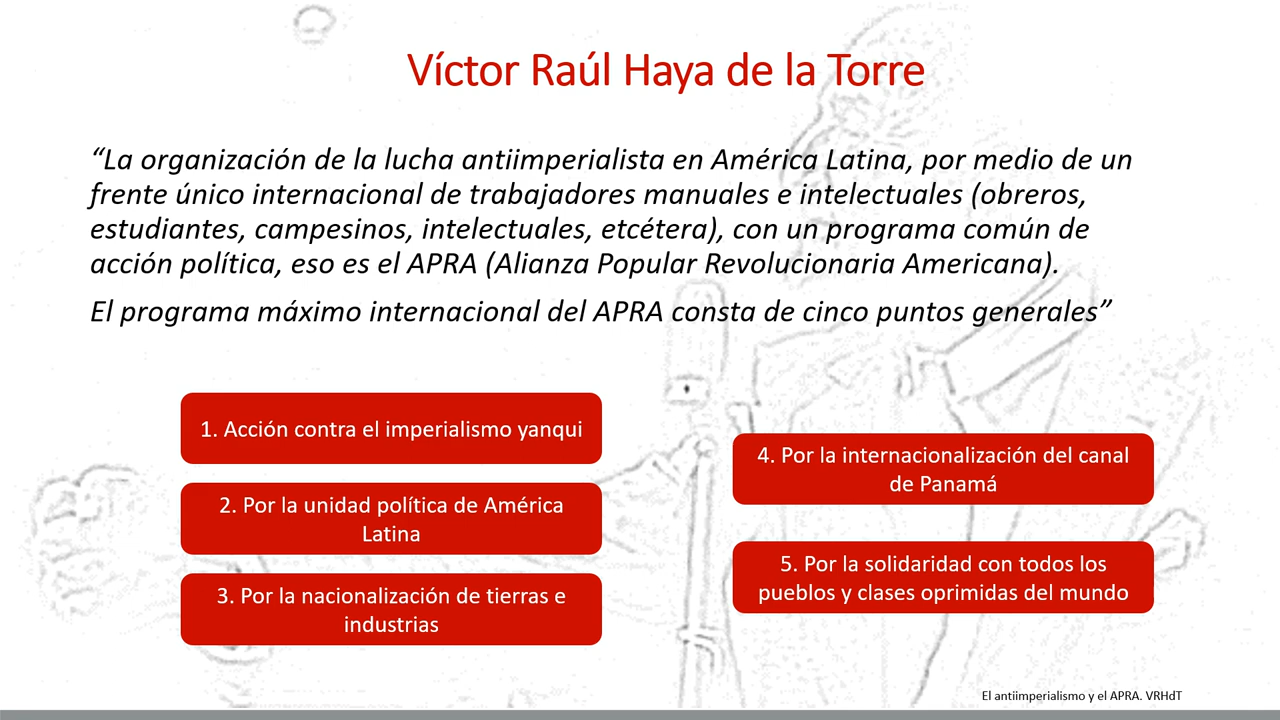 Víctor Raúl Haya de la Torre
“La organización de la lucha antiimperialista en América Latina, por medio de un
frente único internacional de trabajadores manuales e intelectuales (obreros,
estudiantes, campesinos, intelectuales, etcétera), con un programa común de
acción política, eso es el APRA (Alianza Popular Revolucionaria Americana).
El programa máximo internacional del APRA consta de cinco puntos generales”
1. Acción contra el imperialismo yanqui
2. Por la unidad política de América
Latina
3. Por la nacionalización de tierras e
industrias
4. Por la internacionalización del canal
de Panamá
5. Por la solidaridad con todos los
pueblos y clases oprimidas del mundo
El antiimperialismo y el APRA. VRHdT